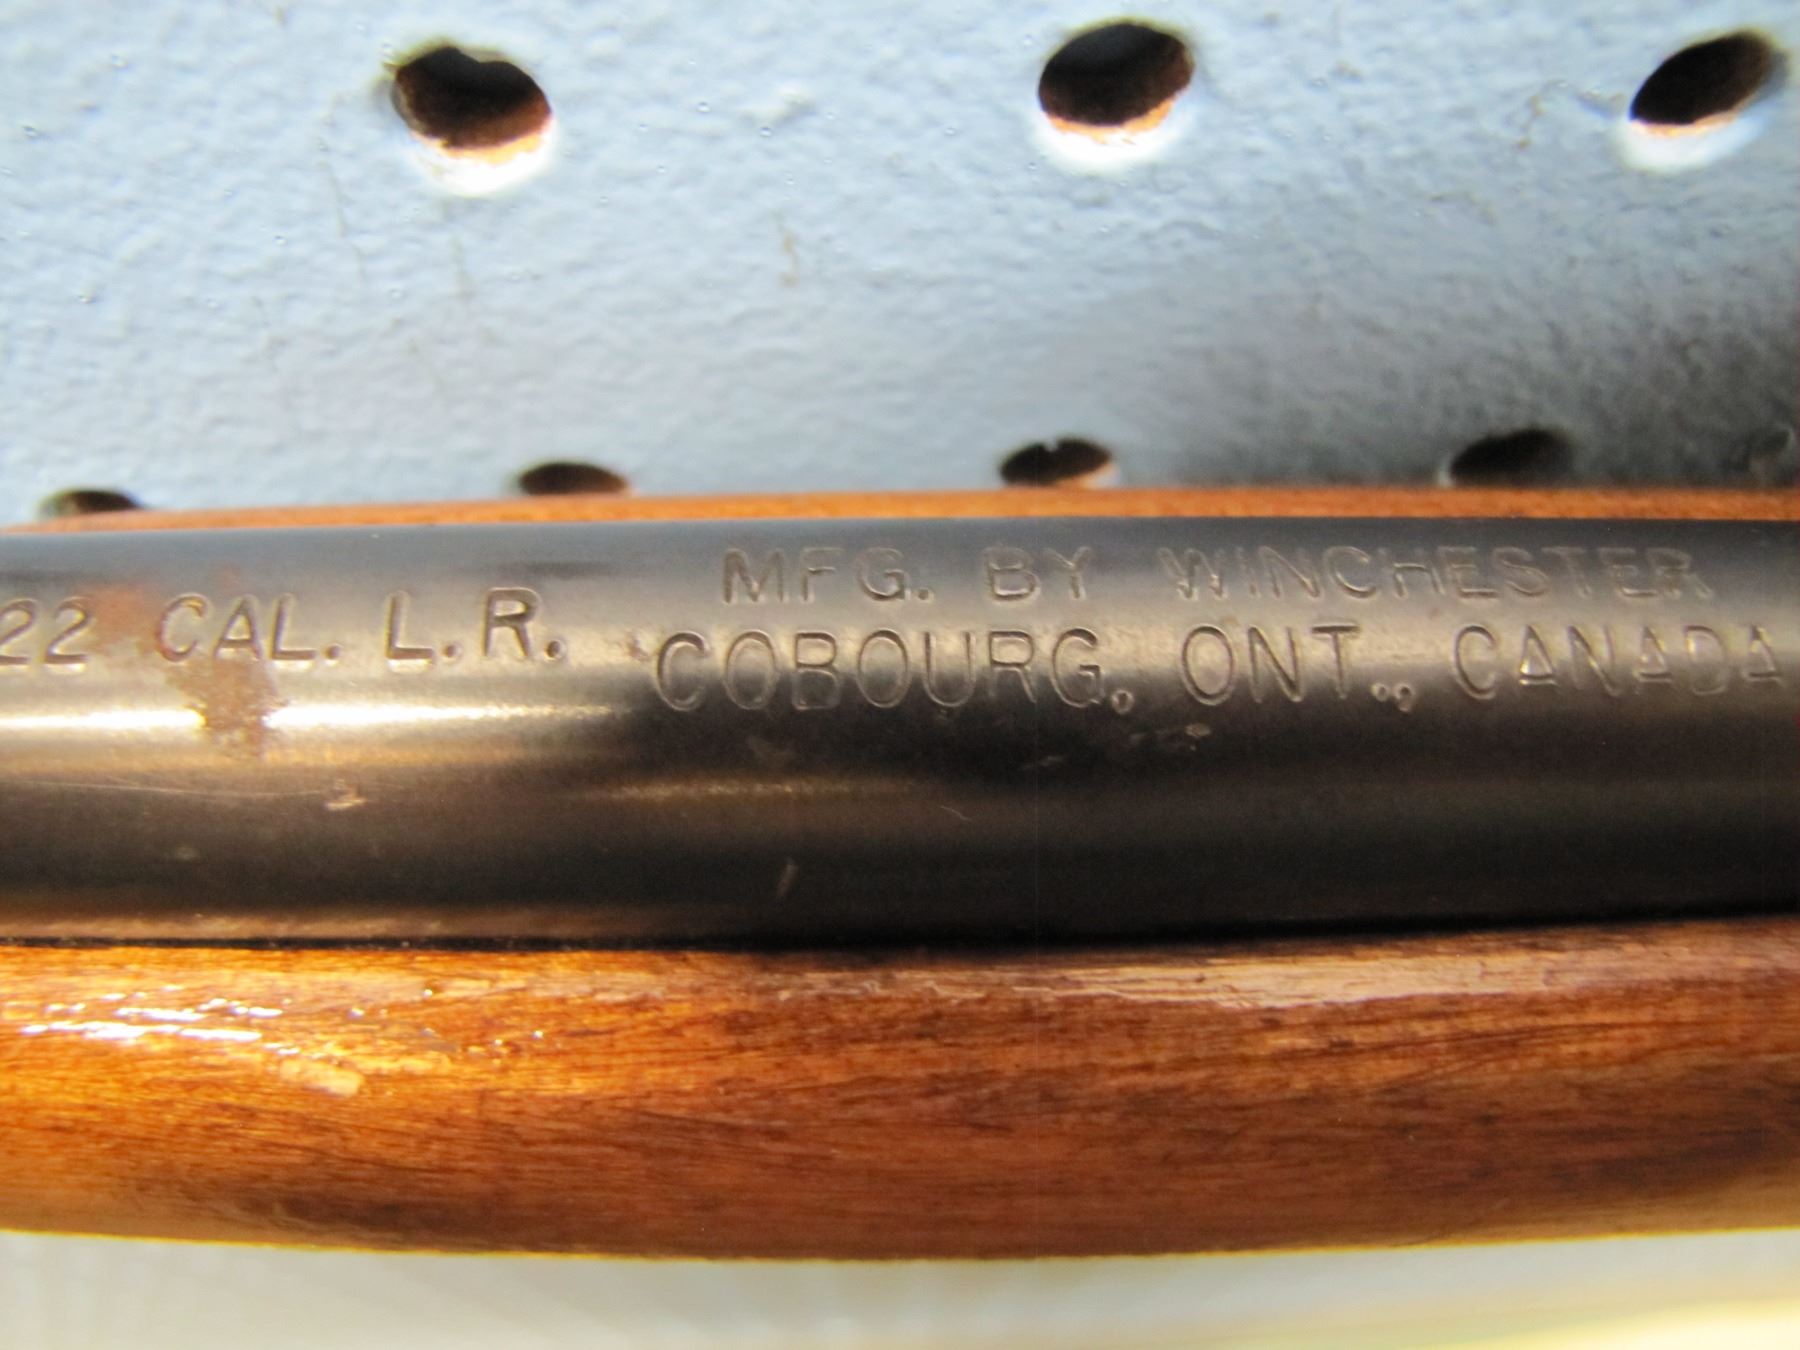 22 CAL. L.R.
MFG. BY WINCHESTER
COBOURG, ONT., CANADA